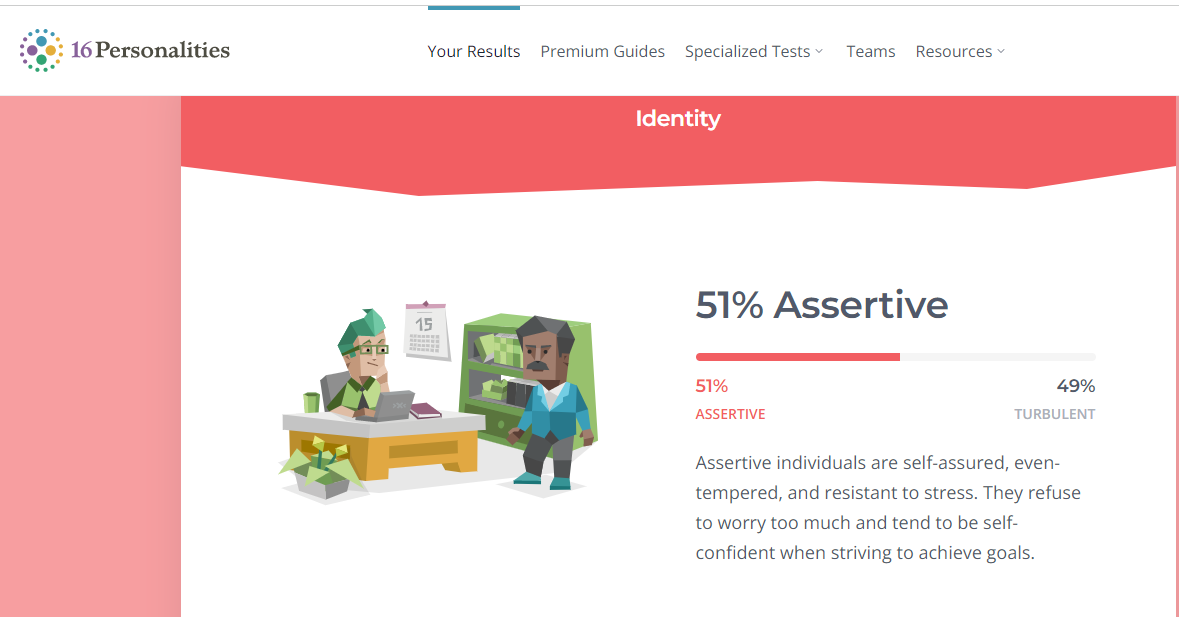 16Personalities
Your Results
Premium Guides
Specialized Tests
Teams
Resources
Identity
15
51% Assertive
51%
49%
ASSERTIVE
TURBULENT
Assertive individuals are self-assured, even-
tempered, and resistant to stress. They refuse
to worry too much and tend to be self-
confident when striving to achieve goals.